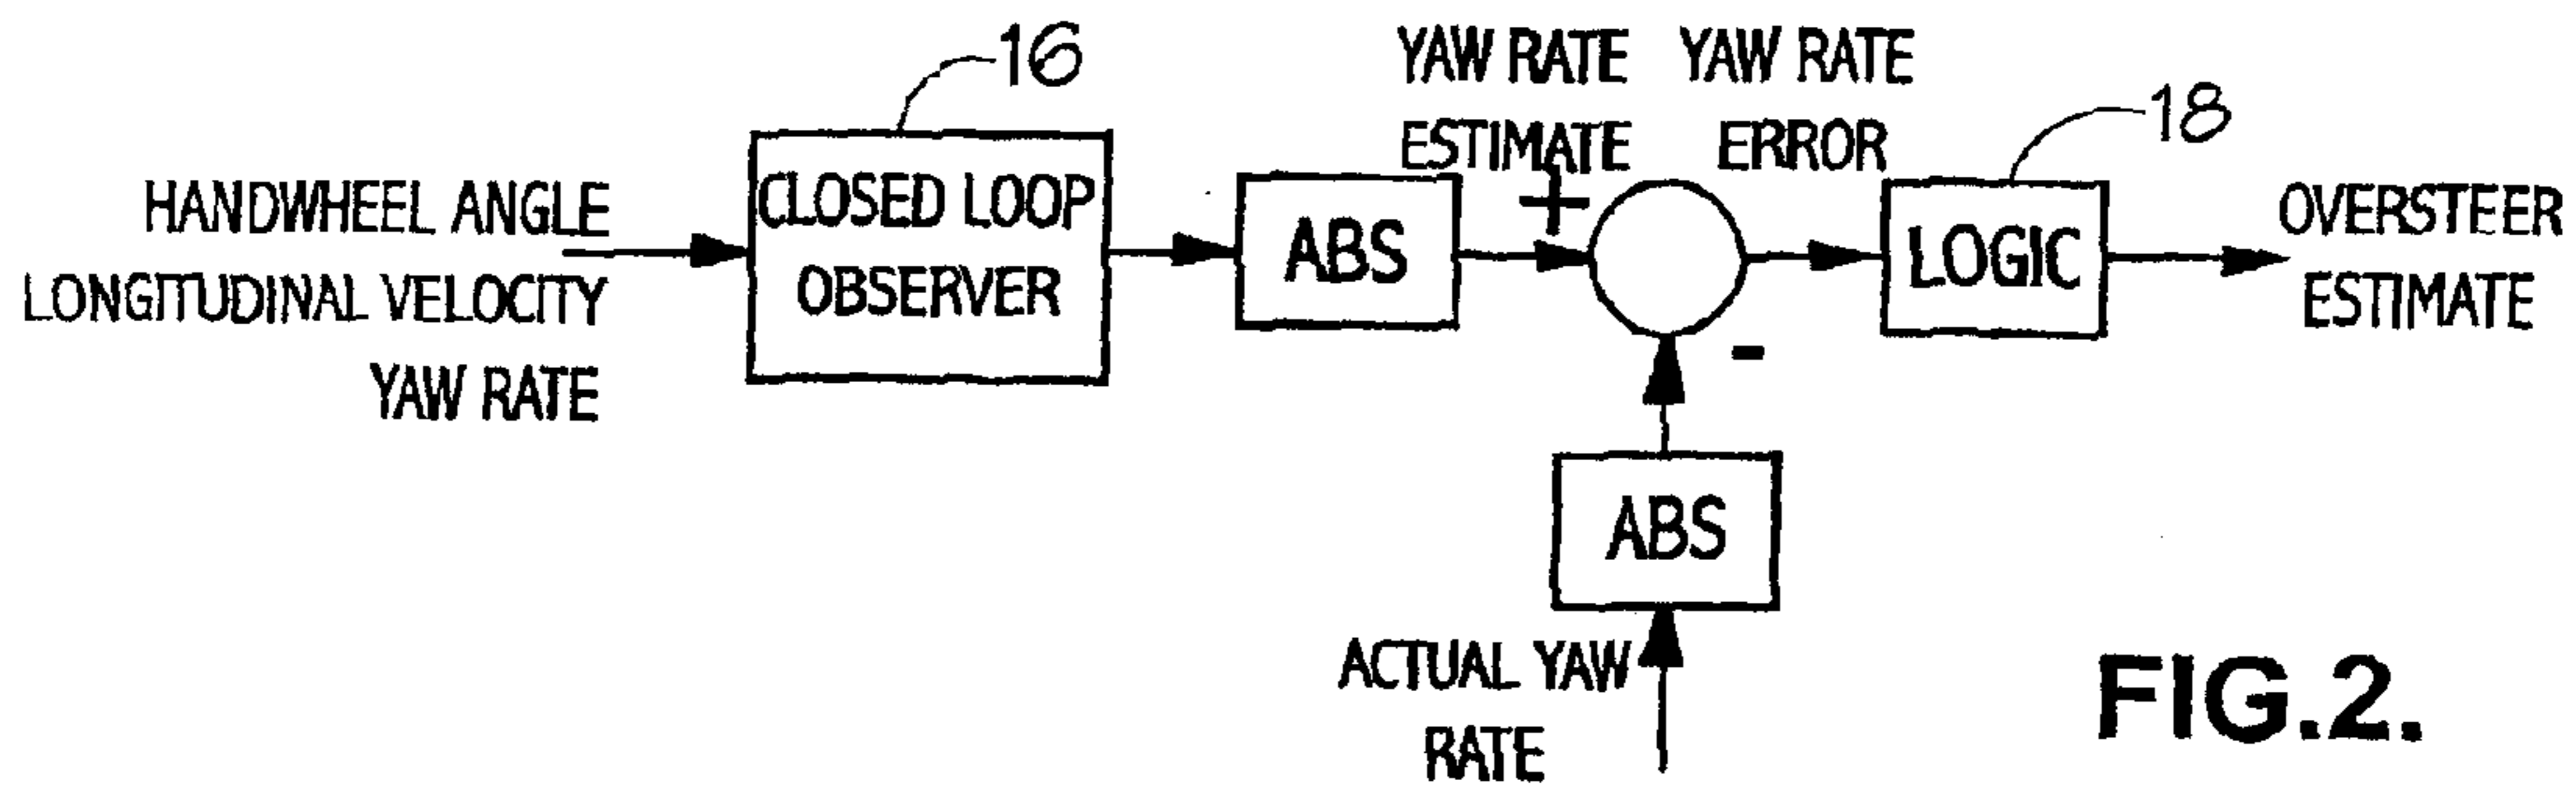 16
YAW RATE
ESTIMATE
YAW RATE
ERROR
18
HANDWHEEL ANGLE
LONGITUDINAL VELOCITY
YAW RATE
CLOSED LOOP
OBSERVER
ABS
+
-
LOGIC
OVERSTEER
ESTIMATE
ABS
ACTUAL YAW
RATE
FIG.2.